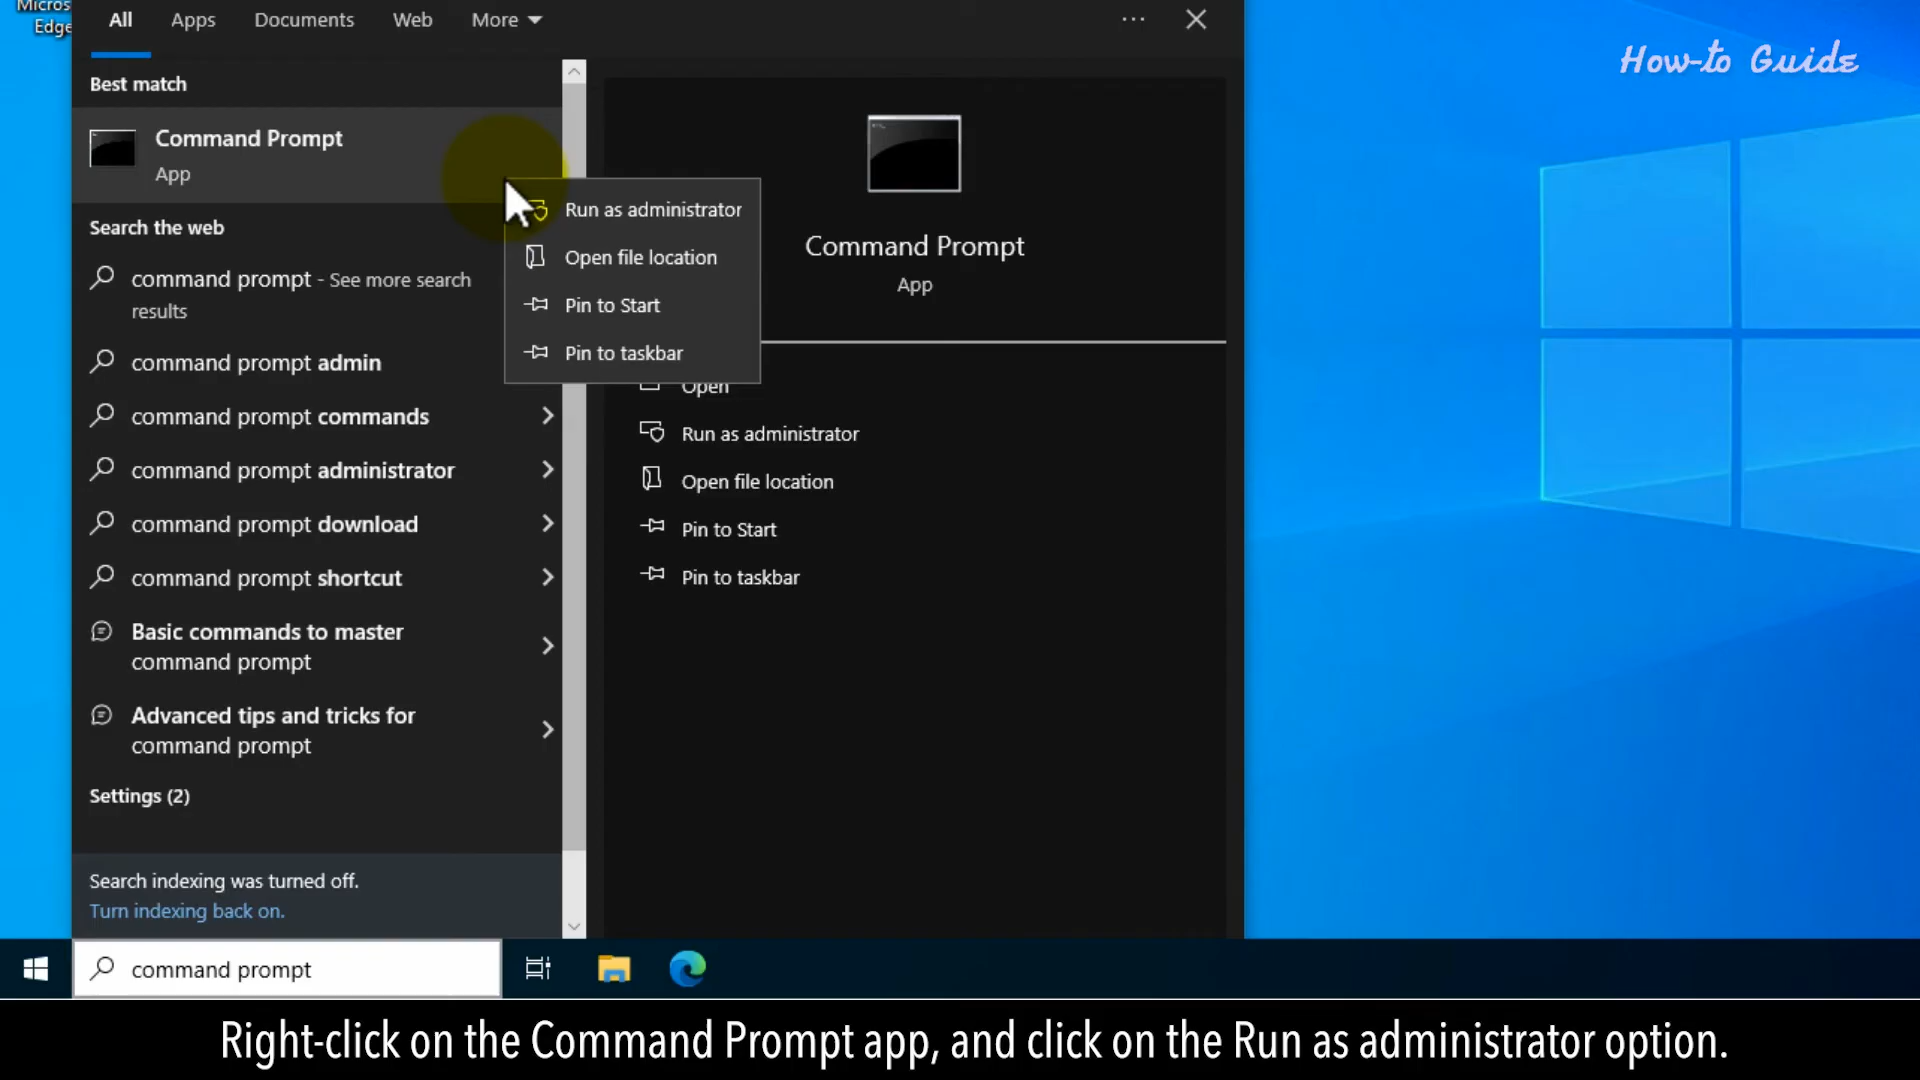 Micros
Edge
All
Apps
Documents
Web
More
How-to Guide
Best match
Command Prompt
App
Search the web
command prompt - See more search
results
command prompt admin
command prompt commands
command prompt administrator
command prompt download
command prompt shortcut
Basic commands to master
command prompt
Advanced tips and tricks for
command prompt
Settings (2)
Search indexing was turned off.
Turn indexing back on.
Run as administrator
Open file location
Pin to Start
Pin to taskbar
Command Prompt
App
Open
Run as administrator
Open file location
Pin to Start
Pin to taskbar
command prompt
Right-click on the Command Prompt app, and click on the Run as administrator option.